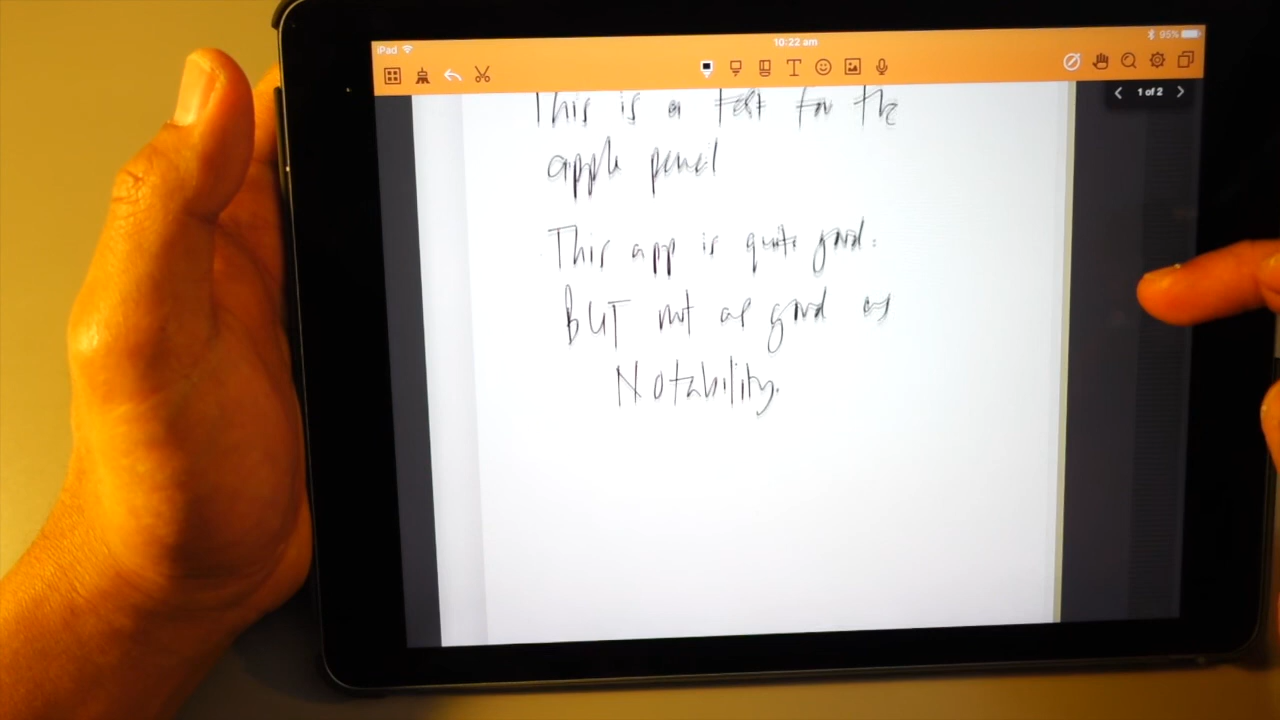 iPad
10:22 am
95%
T
1 of 2
This is a test for the
apple pencil
This app is quite good.
BUT not as good as
Notability.